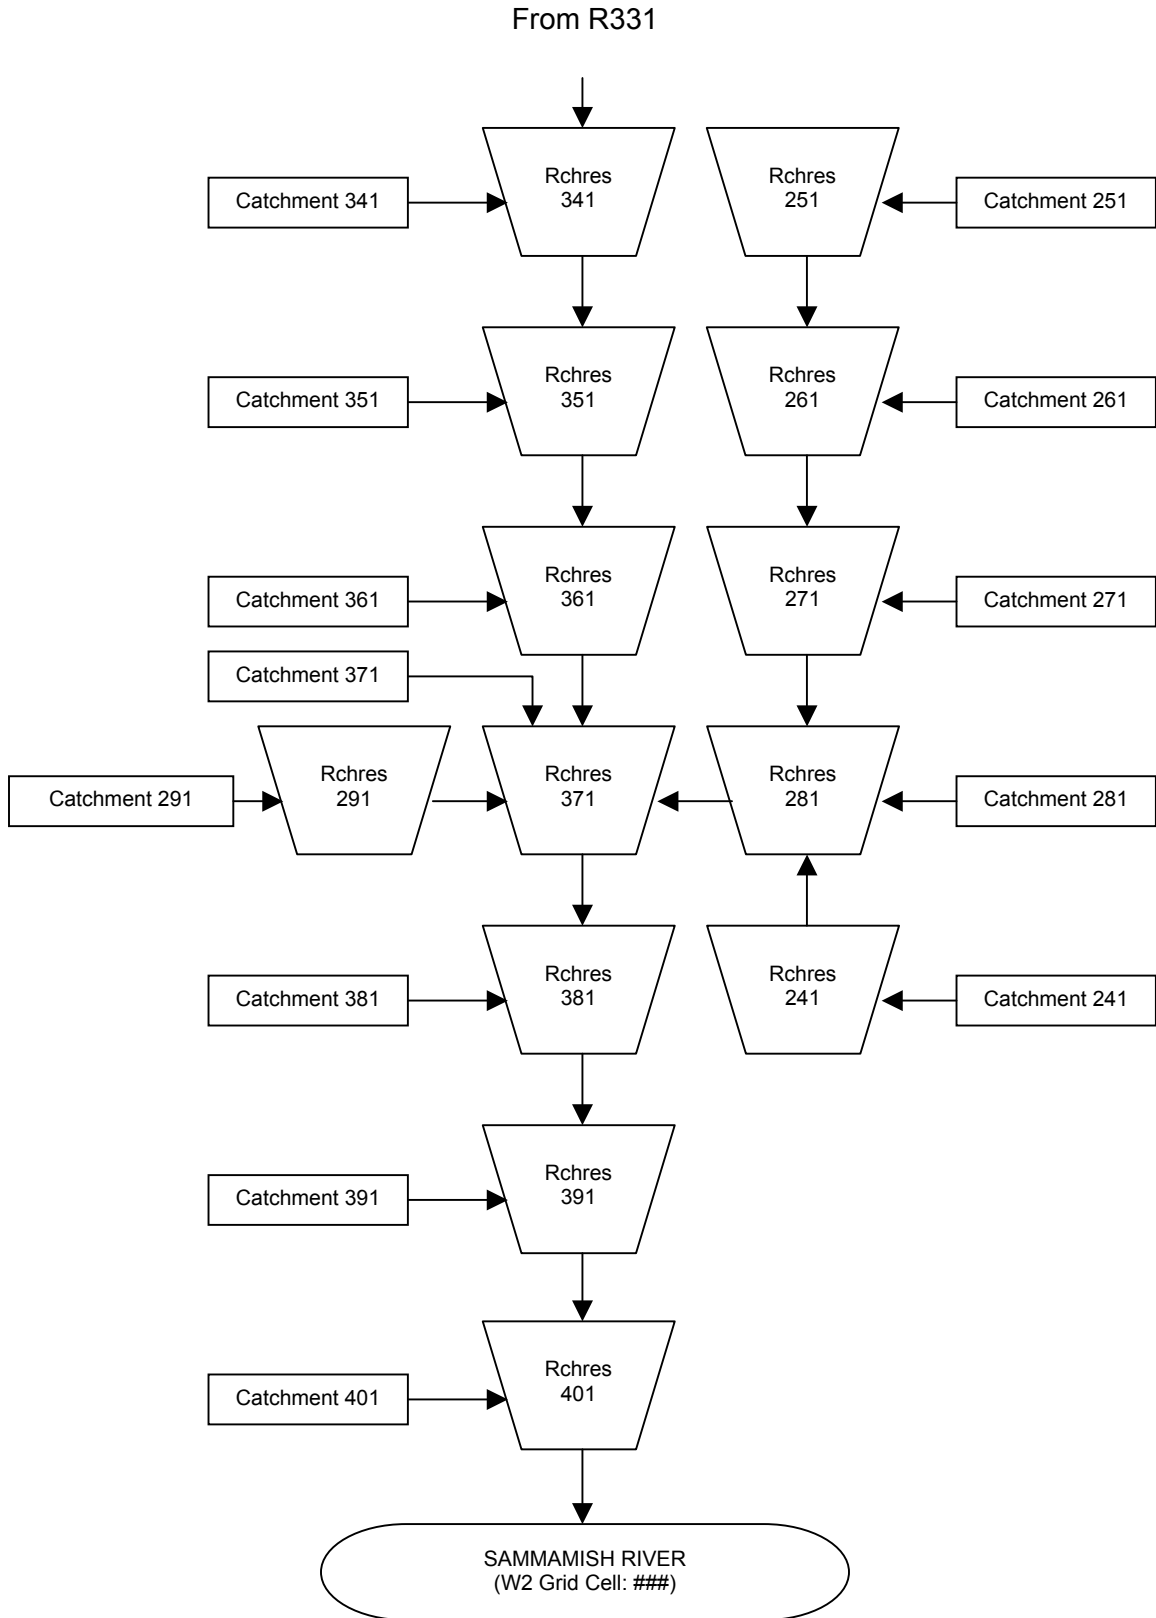 From R331
Catchment 341
Rchres
341
Rchres
251
Catchment 251
Catchment 351
Rchres
351
Rchres
261
Catchment 261
Catchment 361
Rchres
361
Rchres
271
Catchment 271
Catchment 371
Catchment 291
Rchres
291
Rchres
371
Rchres
281
Catchment 281
Catchment 381
Rchres
381
Rchres
241
Catchment 241
Catchment 391
Rchres
391
Catchment 401
Rchres
401
SAMMAMISH RIVER
(W2 Grid Cell: ###)